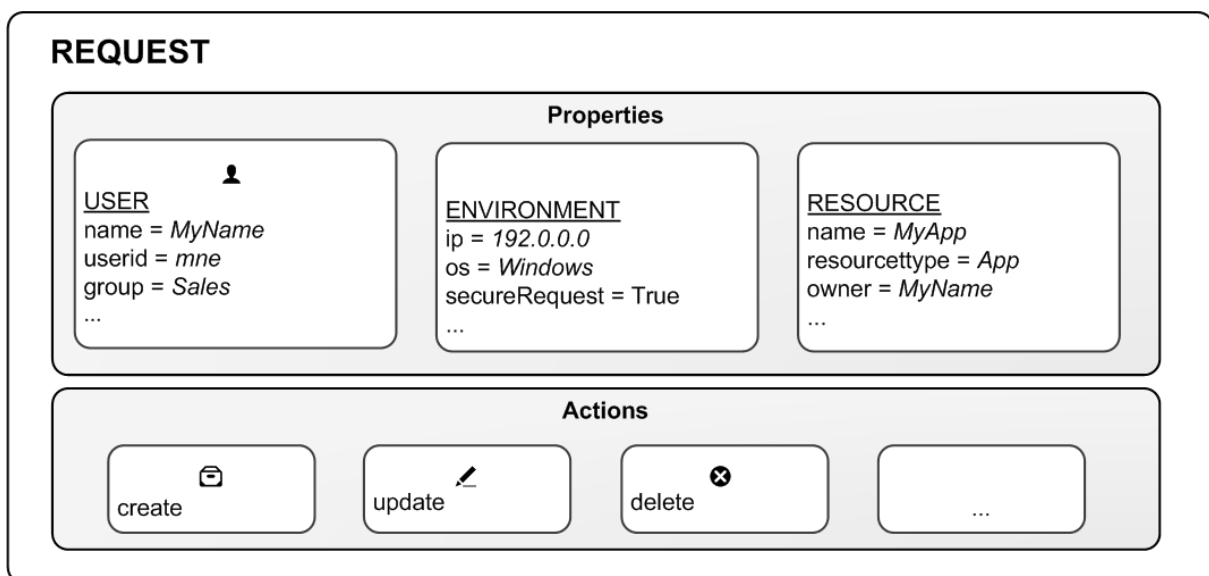 REQUEST
Properties
USER
name = MyName
userid = mne
group = Sales
...
ENVIRONMENT
ip = 192.0.0.0
os = Windows
secureRequest = True
...
RESOURCE
name = MyApp
resourcettype = App
owner = MyName
...
Actions
create
update
delete
...